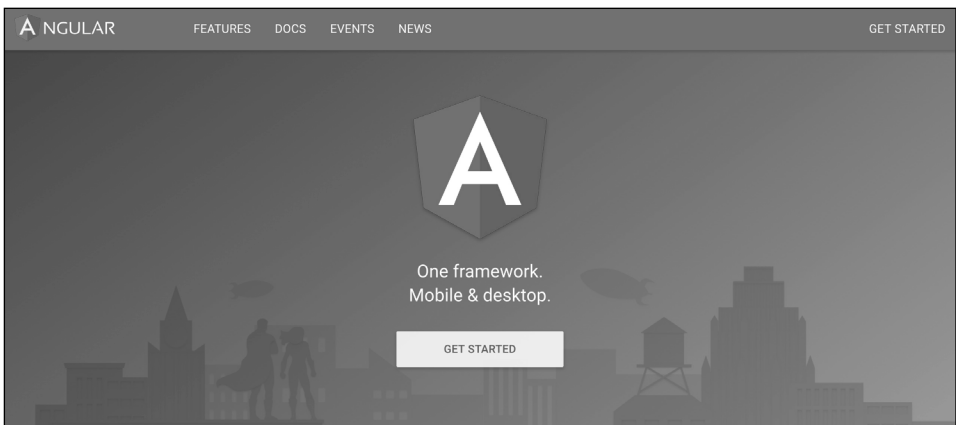 ANGULAR
FEATURES
DOCS
EVENTS
NEWS
GET STARTED
A
One framework.
Mobile & desktop.
GET STARTED